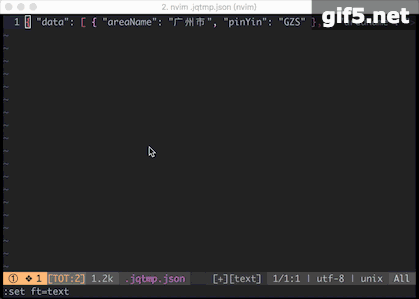 2. nvim .jqtmp.json (nvim)
gif5.net
1 { "data": [ { "areaName": "广州市", "pinYin": "GZS" },
① ❖ 1 [TOT:2] 1.2k .jqtmp.json [+][text] 1/1:1 | utf-8 | unix All
:set ft=text